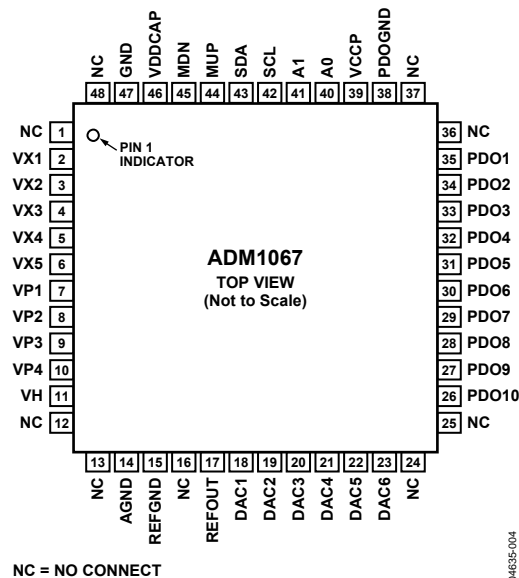 NC
GND
VDDCAP
MDN
MUP
SDA
SCL
A1
A0
VCCP
PDOGND
NC
48 47 46 45 44 43 42 41 40 39 38 37
NC 1
VX1 2
VX2 3
VX3 4
VX4 5
VX5 6
VP1 7
VP2 8
VP3 9
VP4 10
VH 11
NC 12
PIN 1
INDICATOR
ADM1067
TOP VIEW
(Not to Scale)
36 NC
35 PDO1
34 PDO2
33 PDO3
32 PDO4
31 PDO5
30 PDO6
29 PDO7
28 PDO8
27 PDO9
26 PDO10
25 NC
13 14 15 16 17 18 19 20 21 22 23 24
NC
AGND
REFGND
NC
REFOUT
DAC1
DAC2
DAC3
DAC4
DAC5
DAC6
NC
NC = NO CONNECT
04635-004